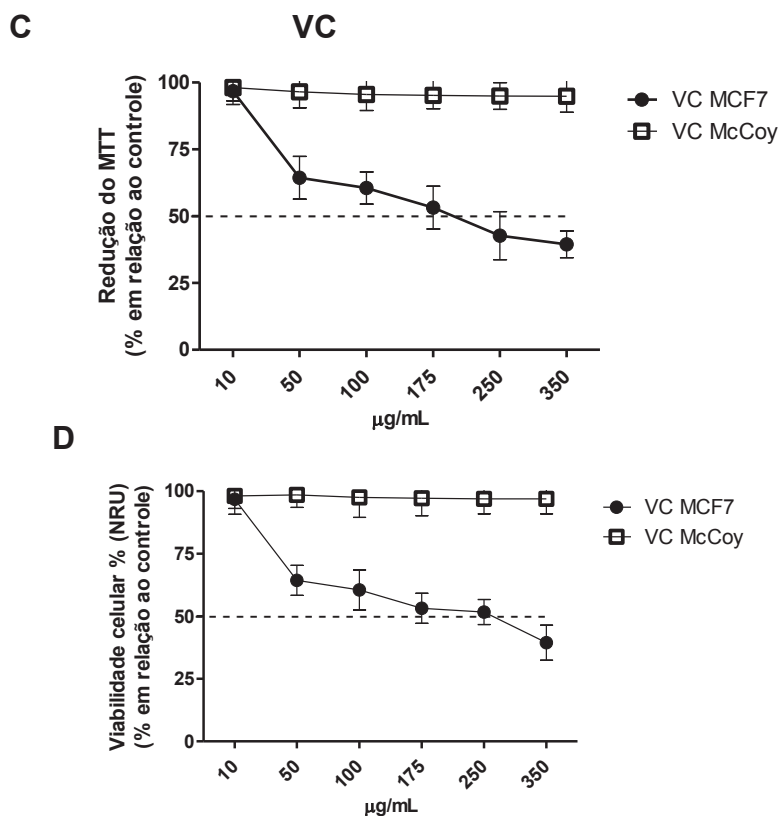 C
VC
Redução do MTT
(% em relação ao controle)
100
75
50
25
0
10
50
100
175
250
350
µg/mL
VC MCF7
VC McCoy
D
Viabilidade celular % (NRU)
(% em relação ao controle)
100
75
50
25
0
10
50
100
175
250
350
µg/mL
VC MCF7
VC McCoy